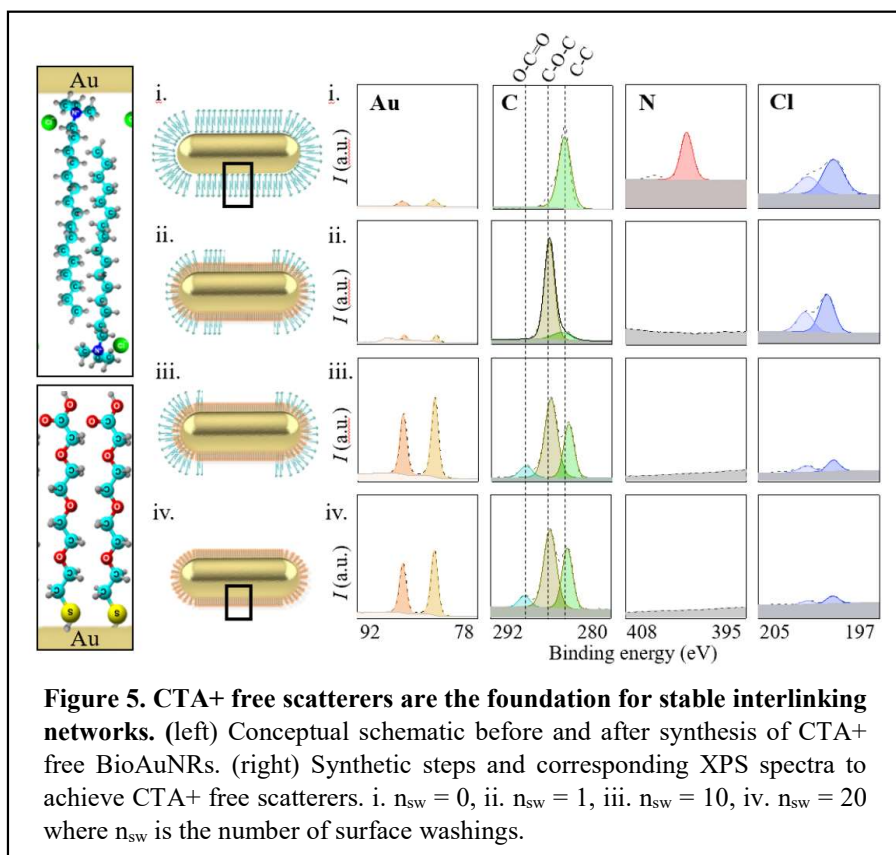 O-C=O
C-O-C
C-C
Au
i.
i.
Au
C
N
Cl
I (a.u.)
ii.
ii.
I (a.u.)
iii.
iii.
I (a.u.)
iv.
iv.
I (a.u.)
Au
92 78 292 280 408 395 205 197
Binding energy (eV)
Figure 5. CTA+ free scatterers are the foundation for stable interlinking
networks. (left) Conceptual schematic before and after synthesis of CTA+
free BioAuNRs. (right) Synthetic steps and corresponding XPS spectra to
achieve CTA+ free scatterers. i. nsw = 0, ii. nsw = 1, iii. nsw = 10, iv. nsw = 20
where nsw is the number of surface washings.